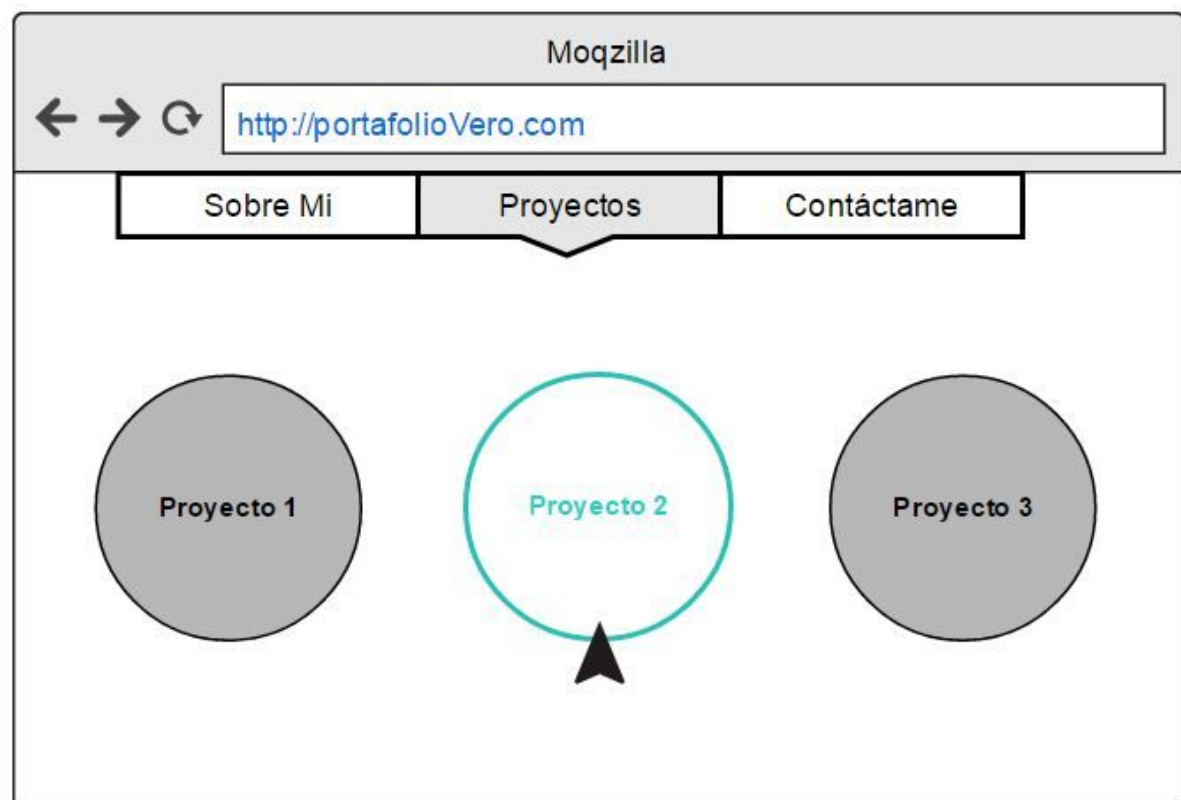 Moqzilla
http://portafolioVero.com
Sobre Mi Proyectos Contáctame
Proyecto 1 Proyecto 2 Proyecto 3